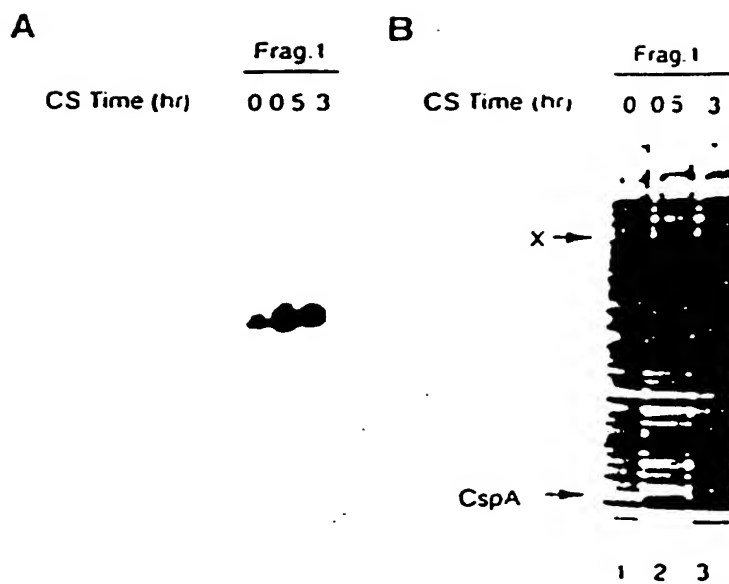 A
Frag.1
CS Time (hr)
0 0 5 3
B
Frag.1
CS Time (hr)
0 0 5 3
X
CspA
1 2 3